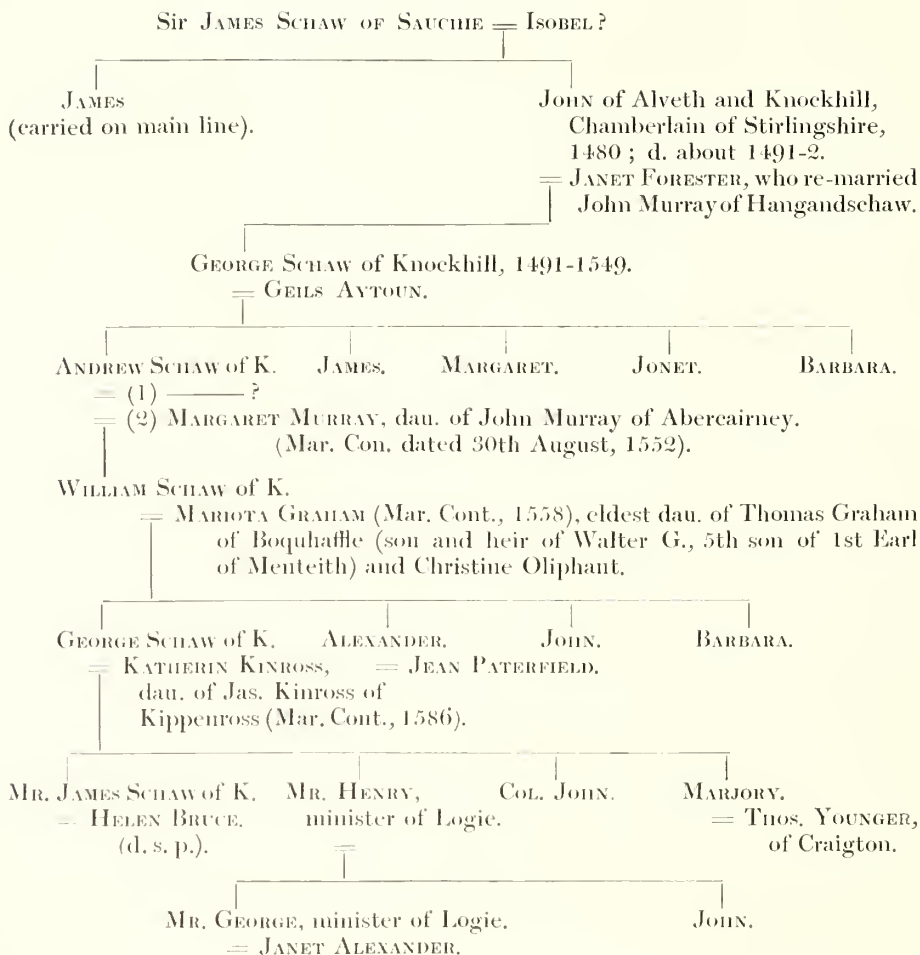 Sir JAMES SCHAW OF SAUCHIE = ISOBEL ?
JAMES
(carried on main line).
JOHN of Alveth and Knockhill,
Chamberlain of Stirlingshire,
1480 ; d. about 1491-2.
= JANET FORESTER, who re-married
John Murray of Hangandschaw.
GEORGE SCHAW of Knockhill, 1491-1549.
= GEILS AYTOUN.
ANDREW SCHAW of K. JAMES. MARGARET. JONET. BARBARA.
= (1) ——— ?
= (2) MARGARET MURRAY, dau. of John Murray of Abercairney.
(Mar. Con. dated 30th August, 1552).
WILLIAM SCHAW of K.
= MARIOTA GRAHAM (Mar. Cont., 1558), eldest dau. of Thomas Graham
of Boquhaffle (son and heir of Walter G., 5th son of 1st Earl
of Menteith) and Christine Oliphant.
GEORGE SCHAW of K. ALEXANDER. JOHN. BARBARA.
= KATHERIN KINROSS, = JEAN PATERFIELD.
dau. of Jas. Kinross of
Kippenross (Mar. Cont., 1586).
MR. JAMES SCHAW of K. MR. HENRY, COL. JOHN. MARJORY.
= HELEN BRUCE. minister of Logie. = THOS. YOUNGER,
(d. s. p.). = of Craigton.
MR. GEORGE, minister of Logie. JOHN.
= JANET ALEXANDER.